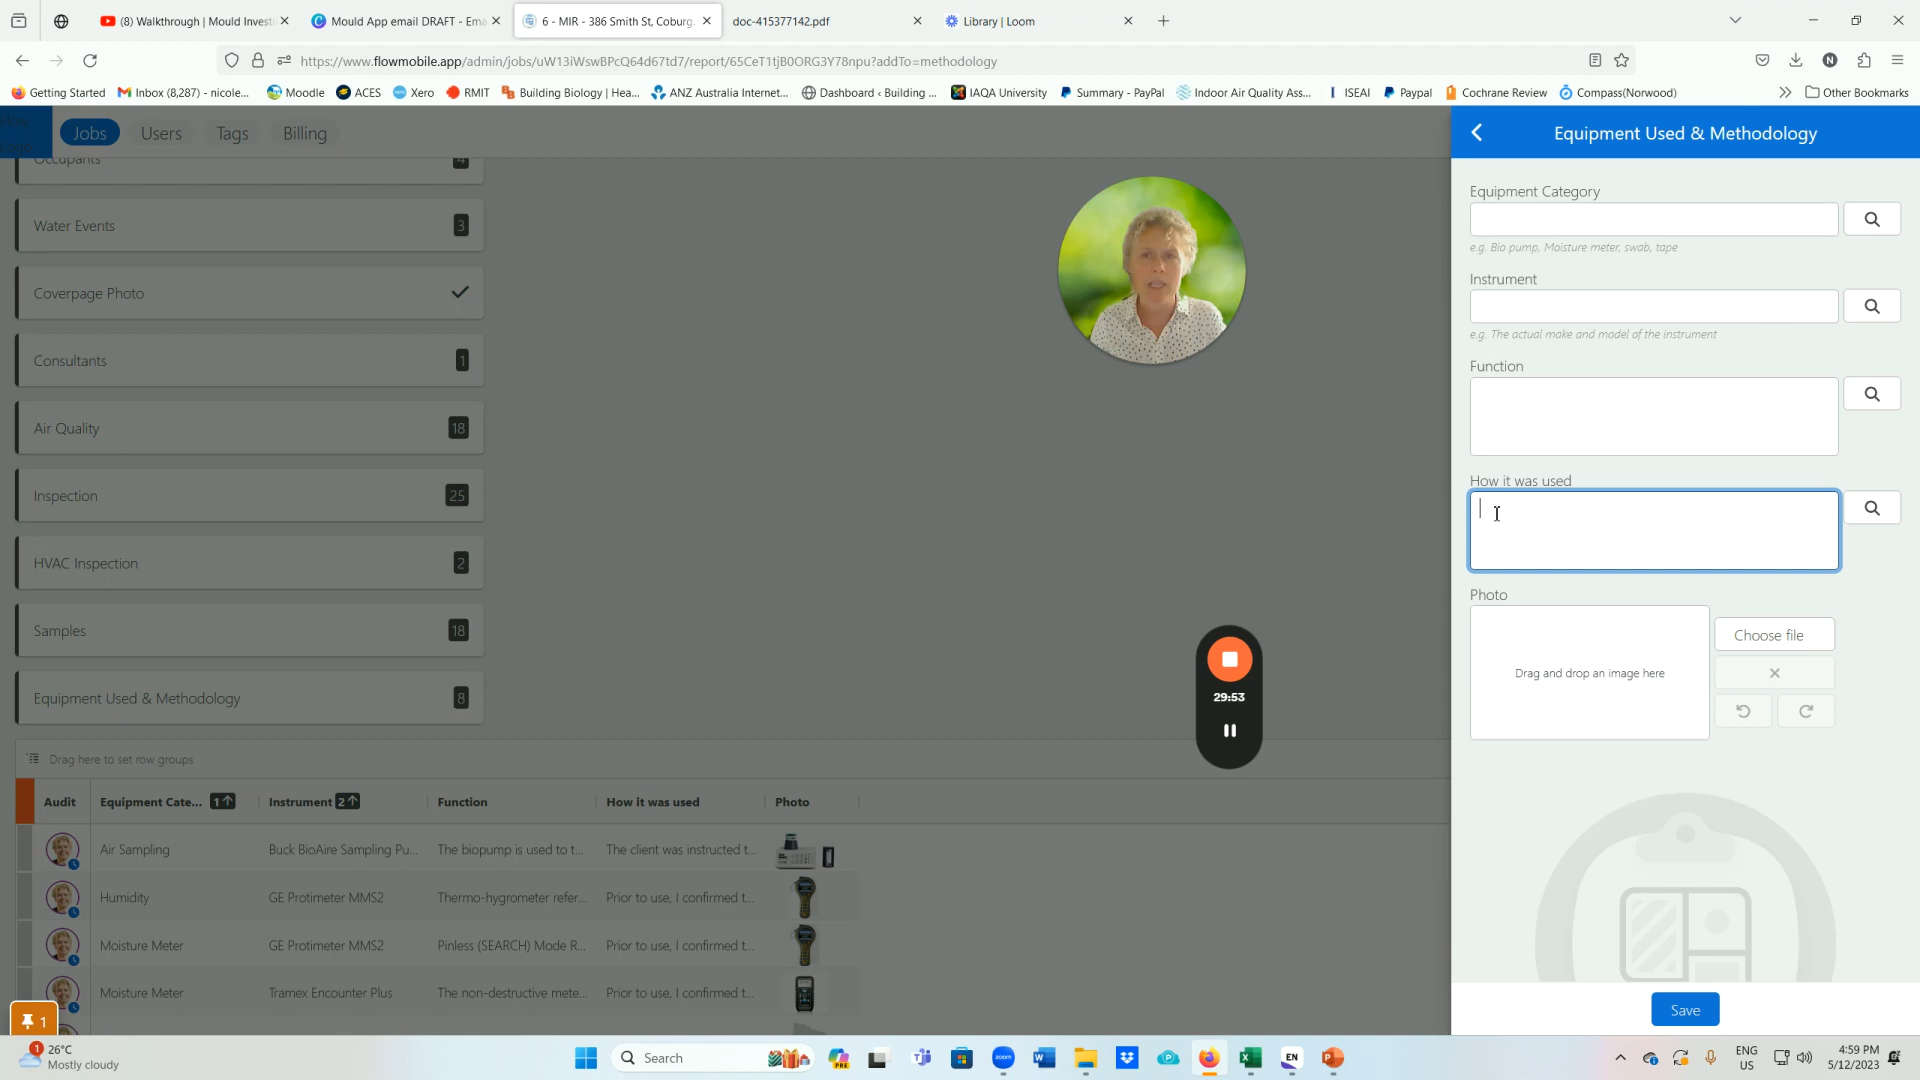 (8) Walkthrough | Mould Investi
Mould App email DRAFT - Ema
6 - MIR - 386 Smith St, Coburg,
doc-415377142.pdf
Library | Loom
https://www.flowmobile.app/admin/jobs/uW13iWswBPcQ64d67td7/report/65CeT1tjB0ORG3Y78npu?addTo=methodology
Getting Started
Inbox (8,287) - nicole...
Moodle
ACES
Xero
RMIT
Building Biology | Hea...
ANZ Australia Internet...
Dashboard ‹ Building ...
IAQA University
Summary - PayPal
Indoor Air Quality Ass...
ISEAI
Paypal
Cochrane Review
Compass(Norwood)
Other Bookmarks
Jobs
Users
Tags
Billing
Equipment Used & Methodology
Occupants 4
Water Events 3
Coverpage Photo
Consultants 1
Air Quality 18
Inspection 25
HVAC Inspection 2
Samples 18
Equipment Used & Methodology 8
Equipment Category
e.g. Bio pump, Moisture meter, swab, tape
Instrument
e.g. The actual make and model of the instrument
Function
How it was used
Photo
Drag and drop an image here
Choose file
Save
29:53
Drag here to set row groups
Audit Equipment Cate... 1 Instrument 2 Function How it was used Photo
Air Sampling Buck BioAire Sampling Pu... The biopump is used to t... The client was instructed t...
Humidity GE Protimeter MMS2 Thermo-hygrometer refer... Prior to use, I confirmed t...
Moisture Meter GE Protimeter MMS2 Pinless (SEARCH) Mode R... Prior to use, I confirmed t...
Moisture Meter Tramex Encounter Plus The non-destructive mete... Prior to use, I confirmed t...
1
1
26°C
Mostly cloudy
Search
PRE
zoom
EN
ENG
US
4:59 PM
5/12/2023